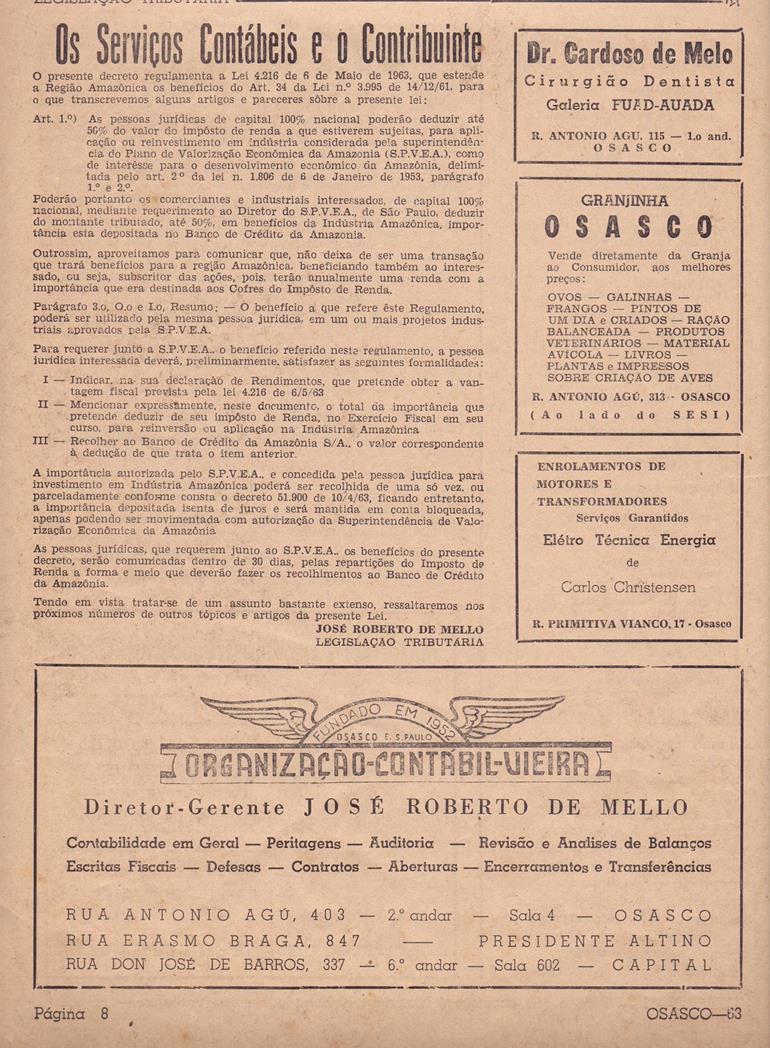 LEGISLAÇÃO TRIBUTÁRIA
Os Serviços Contábeis e o Contribuinte
O presente decreto regulamenta a Lei 4.216 de 6 de Maio de 1963, que estende
a Região Amazônica os benefícios do Art. 34 da Lei n.º 3.995 de 14/12/61, para
o que transcrevemos alguns artigos e pareceres sôbre a presente lei:
Art. 1.º) As pessoas jurídicas de capital 100% nacional poderão deduzir até
50% do valor do impôsto de renda a que estiverem sujeitas, para apli-
cação ou reinvestimento em indústria considerada pela superintendên-
cia do Piano de Valorização Econômica da Amazonia (S.P.V.E.A.), como
de interêsse para o desenvolvimento econômico da Amazônia, delimi-
tada pelo art. 2º da lei n. 1.806 de 6 de Janeiro de 1953, parágrafo
1.º e 2.º.
Poderão portanto os comerciantes e industriais interessados, de capital 100%
nacional, mediante requerimento ao Diretor do S.P.V.E.A., de São Paulo, deduzir
do montante tributado, até 50%, em benefícios da Indústria Amazônica, impor-
tância esta depositada no Banco de Crédito da Amazonia.
Outrossim, aproveitamos para comunicar que, não deixa de ser uma transação
que trará benefícios para a região Amazônica, beneficiando também ao interes-
sado, ou seja, subscritor das ações, pois, terão anualmente uma renda com a
importância que era destinada aos Cofres do Impôsto de Renda.
Parágrafo 3.o, O.o e I.o, Resumo; — O benefício a que refere êste Regulamento,
poderá ser utilizado pela mesma pessoa jurídica, em um ou mais projetos indus-
triais aprovados pela S.P.V.E.A.
Para requerer junto a S.P.V.E.A., o benefício referido neste regulamento, a pessoa
jurídica interessada deverá, preliminarmente, satisfazer as seguintes formalidades:
I — Indicar, na sua declaração de Rendimentos, que pretende obter a van-
tagem fiscal prevista pela lei 4.216 de 6/5/63
II — Mencionar expressmente, neste documento, o total da importância que
pretende deduzir de seu Impôsto de Renda, no Exercício Fiscal em seu
curso, para reinversão ou aplicação na Indústria Amazônica
III — Recolher ao Banco de Crédito da Amazônia S/A., o valor correspondente
à dedução de que trata o item anterior.
A importância autorizada pelo S.P.V.E.A., e concedida pela pessoa jurídica para
investimento em Indústria Amazônica poderá ser recolhida de uma só vez, ou
parceladamente conforme consta o decreto 51.900 de 10/4/63, ficando entretanto,
a importância depositada isenta de juros e será mantida em conta bloqueada,
apenas podendo ser movimentada com autorização da Superintendência de Valo-
rização Econômica da Amazônia
As pessoas jurídicas, que requerem junto ao S.P.V.E.A., os benefícios do presente
decreto, serão comunicadas dentro de 30 dias, pelas repartições do Imposto de
Renda a forma e meio que deverão fazer os recolhimentos ao Banco de Crédito
da Amazônia.
Tendo em vista tratar-se de um assunto bastante extenso, ressaltaremos nos
próximos números de outros tópicos e artigos da presente Lei.
JOSÉ ROBERTO DE MELLO
LEGISLAÇÃO TRIBUTÁRIA
Dr. Cardoso de Melo
Cirurgião Dentista
Galeria FUAD-AUADA
R. ANTONIO AGU, 115 — 1.o and.
OSASCO
GRANJINHA
OSASCO
Vende diretamente da Granja
ao Consumidor, aos melhores
preços:
OVOS — GALINHAS —
FRANGOS — PINTOS DE
UM DIA e CRIADOS — RAÇÃO
BALANCEADA — PRODUTOS
VETERINÁRIOS — MATERIAL
AVÍCOLA — LIVROS —
PLANTAS e IMPRESSOS
SOBRE CRIAÇÃO DE AVES
R. ANTONIO AGÚ, 313 - OSASCO
(Ao lado do SESI)
ENROLAMENTOS DE
MOTORES E
TRANSFORMADORES
Serviços Garantidos
Elétro Técnica Energia
de
Carlos Christensen
R. PRIMITIVA VIANCO, 17 - Osasco
FUNDADO EM 1952
OSASCO E. S. PAULO
ORGANIZAÇÃO-CONTÁBIL-VIEIRA
Diretor-Gerente JOSÉ ROBERTO DE MELLO
Contabilidade em Geral — Peritagens — Auditoria — Revisão e Analises de Balanços
Escritas Fiscais — Defesas — Contratos — Aberturas — Encerramentos e Transferências
RUA ANTONIO AGÚ, 403 — 2.º andar — Sala 4 — OSASCO
RUA ERASMO BRAGA, 847 — PRESIDENTE ALTINO
RUA DON JOSÉ DE BARROS, 337 — 6.º andar — Sala 602 — CAPITAL
Página 8
OSASCO—63